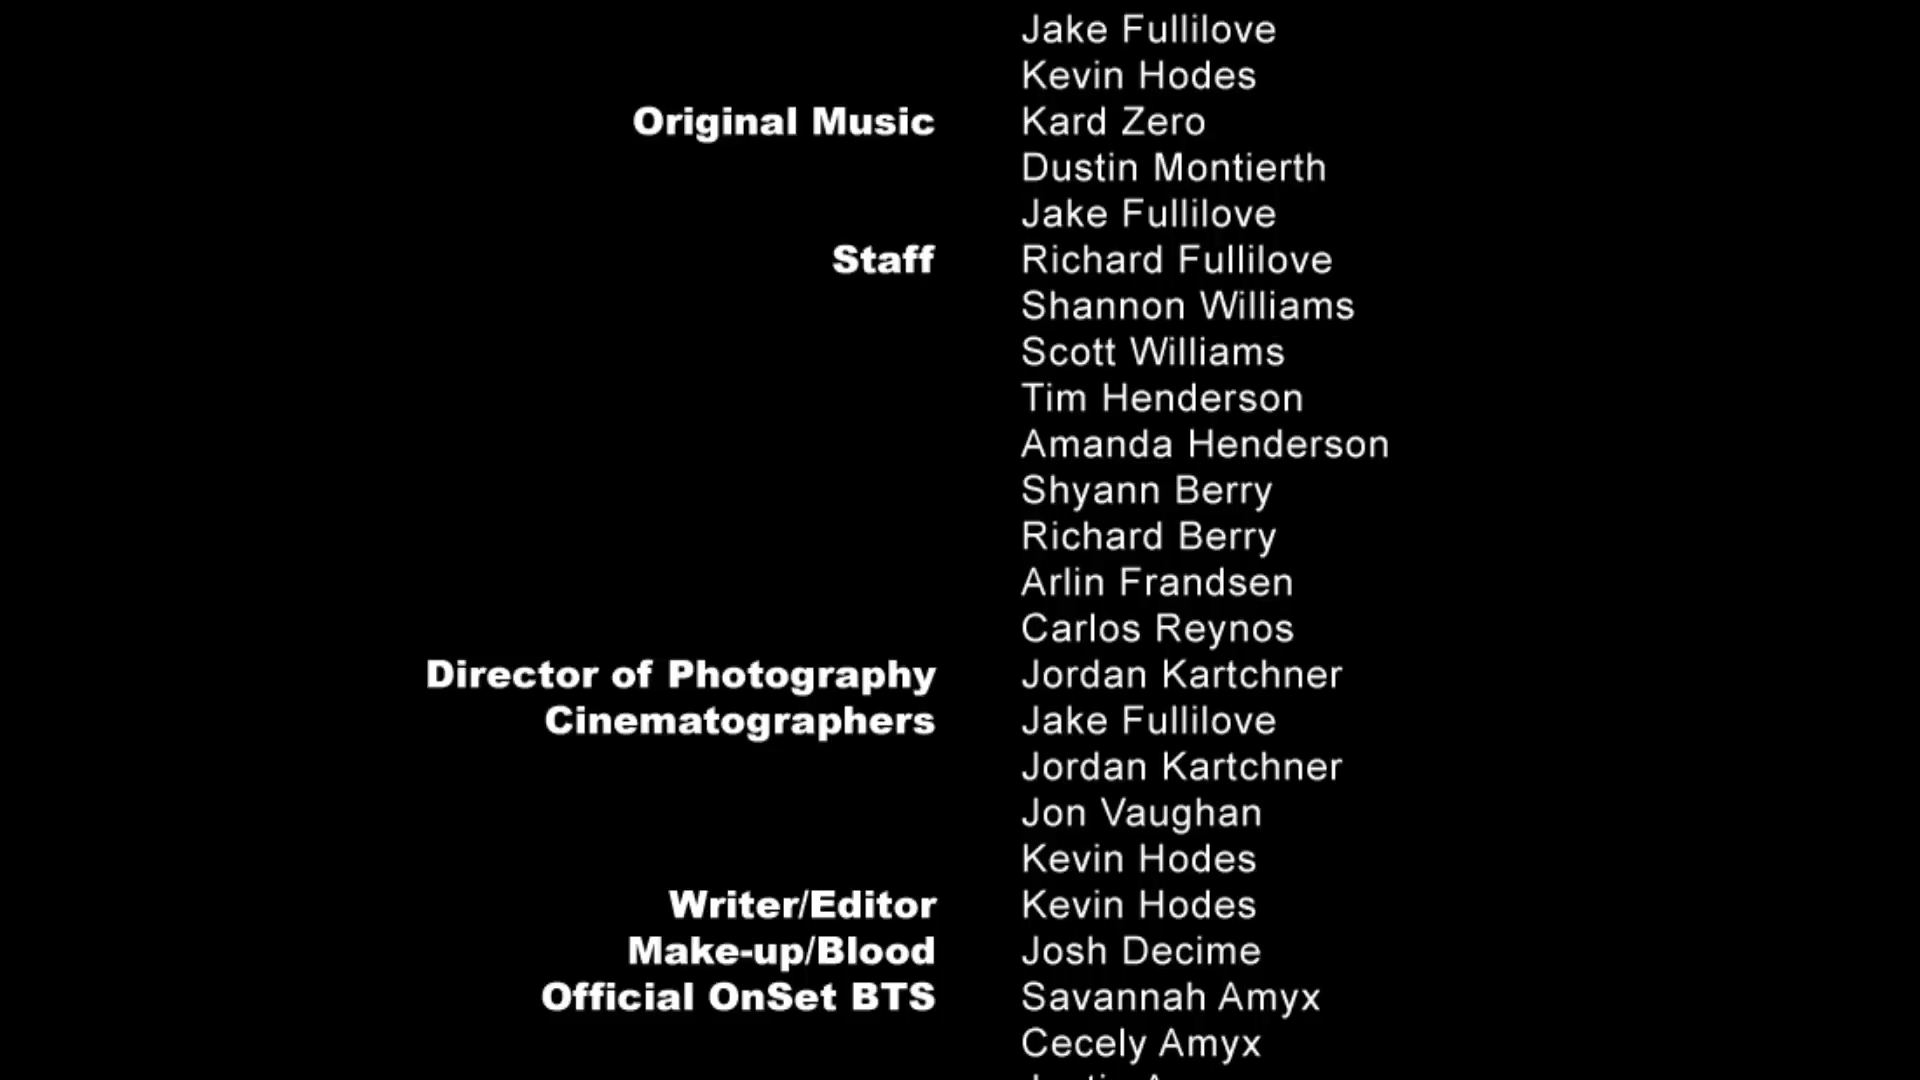 Jake Fullilove
Kevin Hodes
Original Music Kard Zero
Dustin Montierth
Jake Fullilove
Staff Richard Fullilove
Shannon Williams
Scott Williams
Tim Henderson
Amanda Henderson
Shyann Berry
Richard Berry
Arlin Frandsen
Carlos Reynos
Director of Photography Jordan Kartchner
Cinematographers Jake Fullilove
Jordan Kartchner
Jon Vaughan
Kevin Hodes
Writer/Editor Kevin Hodes
Make-up/Blood Josh Decime
Official OnSet BTS Savannah Amyx
Cecely Amyx